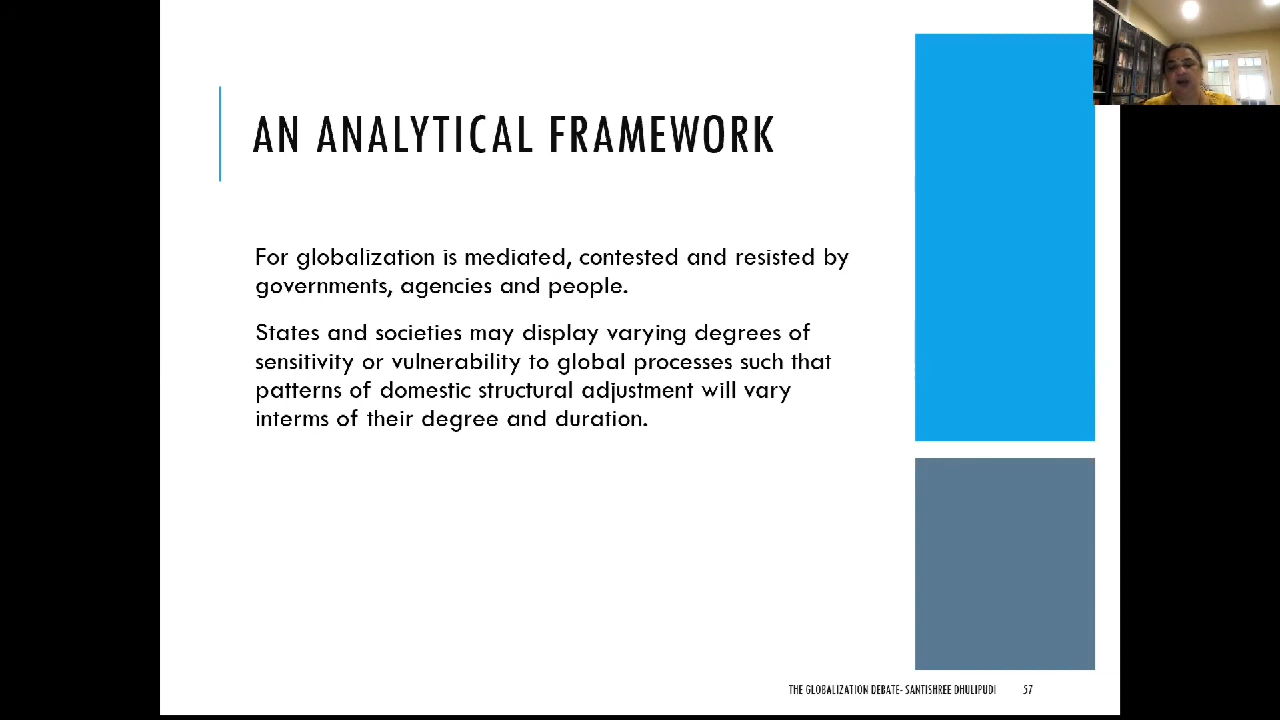 AN ANALYTICAL FRAMEWORK
For globalization is mediated, contested and resisted by
governments, agencies and people.
States and societies may display varying degrees of
sensitivity or vulnerability to global processes such that
patterns of domestic structural adjustment will vary
interms of their degree and duration.
THE GLOBALIZATION DEBATE- SANTISHREE DHULIPUDI 57